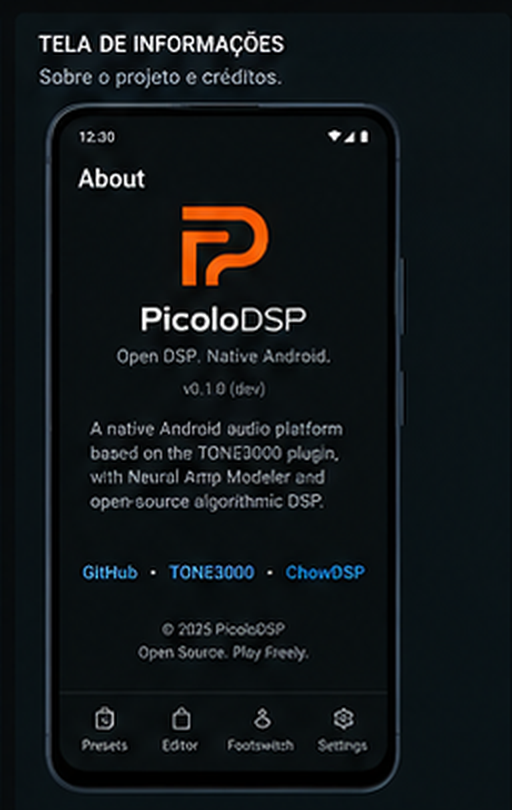 TELA DE INFORMAÇÕES
Sobre o projeto e créditos.
12:30
About
PicoloDSP
Open DSP. Native Android.
v0.1.0 (dev)
A native Android audio platform
based on the TONE3000 plugin,
with Neural Amp Modeler and
open-source algorithmic DSP.
GitHub • TONE3000 • ChowDSP
© 2025 PicoloDSP
Open Source. Play Freely.
Presets Editor Footswitch Settings